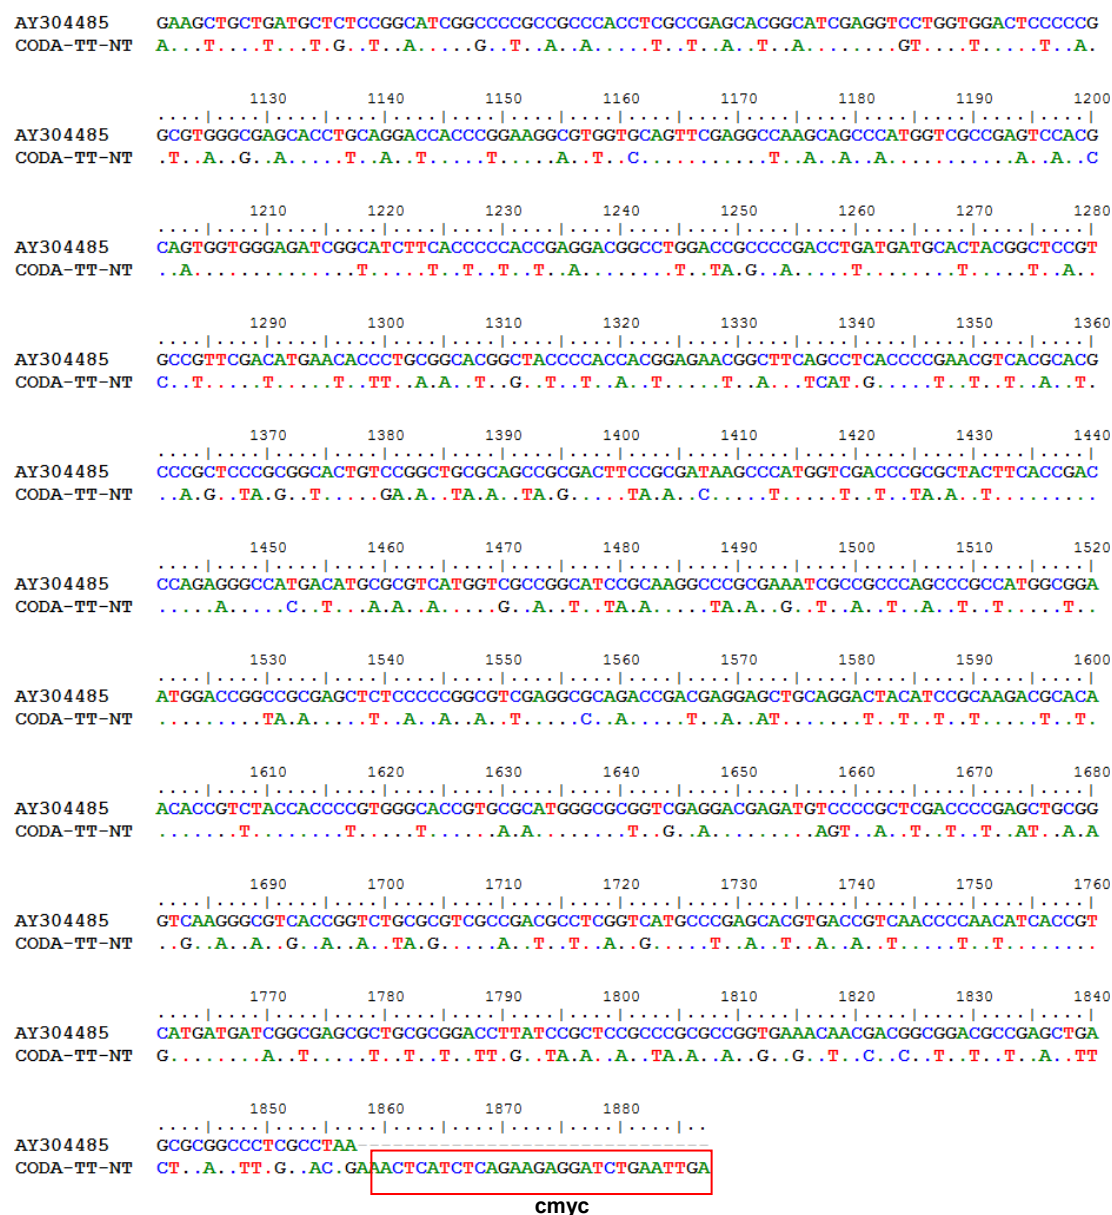 AY304485 GAAGCTGCTGATGCTCTCCGGCATCGGCCCCGCCGCCCACCTCGCCGAGCACGGCATCGAGGTCCTGGTGGACTCCCCCG
CODA-TT-NT A...T....T...T.G..T..A.....G..T..A..A.....T..T..A..T..A........GT....T.....T..A.
1130 1140 1150 1160 1170 1180 1190 1200
....|....|....|....|....|....|....|....|....|....|....|....|....|....|....|....|
AY304485 GCGTGGGCGAGCACCTGCAGGACCACCCGGAAGGCGTGGTGCAGTTCGAGGCCAAGCAGCCCATGGTCGCCGAGTCCACG
CODA-TT-NT .T..A..G..A.....T..A..T.....T.....A..T..C..........T..A..A..A...........A..A..C
1210 1220 1230 1240 1250 1260 1270 1280
....|....|....|....|....|....|....|....|....|....|....|....|....|....|....|....|
AY304485 CAGTGGTGGGAGATCGGCATCTTCACCCCCACCGAGGACGGCCTGGACCGCCCCGACCTGATGATGCACTACGGCTCCGT
CODA-TT-NT ..A..............T.....T..T..T..T..A........T..TA.G..A.....T........T.....T..A..
1290 1300 1310 1320 1330 1340 1350 1360
....|....|....|....|....|....|....|....|....|....|....|....|....|....|....|....|
AY304485 GCCGTTCGACATGAACACCCTGCGGCACGGCTACCCCACCACGGAGAACGGCTTCAGCCTCACCCCGAACGTCACGCACG
CODA-TT-NT C..T.....T.....T..TT..A.A..T..G..T..T..A..T.....T..A...TCAT.G.....T..T..T..A..T.
1370 1380 1390 1400 1410 1420 1430 1440
....|....|....|....|....|....|....|....|....|....|....|....|....|....|....|....|
AY304485 CCCGCTCCCGCGGCACTGTCCGGCTGCGCAGCCGCGACTTCCGCGATAAGCCCATGGTCGACCCGCGCTACTTCACCGAC
CODA-TT-NT ..A.G..TA.G..T.....GA.A..TA.A..TA.G.....TA.A..C.....T.....T..T..TA.A..T.........
1450 1460 1470 1480 1490 1500 1510 1520
....|....|....|....|....|....|....|....|....|....|....|....|....|....|....|....|
AY304485 CCAGAGGGCCATGACATGCGCGTCATGGTCGCCGGCATCCGCAAGGCCCGCGAAATCGCCGCCCAGCCCGCCATGGCGGA
CODA-TT-NT .....A.....C..T...A.A..A.....G..A..T..TA.A.....TA.A..G..T..A..T..A..T..T.....T..
1530 1540 1550 1560 1570 1580 1590 1600
....|....|....|....|....|....|....|....|....|....|....|....|....|....|....|....|
AY304485 ATGGACCGGCCGCGAGCTCTCCCCCGGCGTCGAGGCGCAGACCGACGAGGAGCTGCAGGACTACATCCGCAAGACGCACA
CODA-TT-NT .........TA.A.....T..A..A..A..T.....C..A.....T..A..AT.......T..T..T..T.....T..T.
1610 1620 1630 1640 1650 1660 1670 1680
....|....|....|....|....|....|....|....|....|....|....|....|....|....|....|....|
AY304485 ACACCGTCTACCACCCCGTGGGCACCGTGCGCATGGGCGCGGTCGAGGACGAGATGTCCCCGCTCGACCCCGAGCTGCGG
CODA-TT-NT .......T........T.....T......A.A........T..G..A.........AGT..A..T..T..T..AT..A.A
1690 1700 1710 1720 1730 1740 1750 1760
....|....|....|....|....|....|....|....|....|....|....|....|....|....|....|....|
AY304485 GTCAAGGGCGTCACCGGTCTGCGCGTCGCCGACGCCTCGGTCATGCCCGAGCACGTGACCGTCAACCCCAACATCACCGT
CODA-TT-NT ..G..A..A..G..A..A..TA.G.....A..T..T..A..G.....T..A..T..A..A..T.....T..T........
1770 1780 1790 1800 1810 1820 1830 1840
....|....|....|....|....|....|....|....|....|....|....|....|....|....|....|....|
AY304485 CATGATGATCGGCGAGCGCTGCGCGGACCTTATCCGCTCCGCCCGCGCCGGTGAAACAACGACGGCGGACGCCGAGCTGA
CODA-TT-NT G........A..T.....T..T..T..TT.G..TA.A..A..TA.A..A..G..G..T..C..C..T..T..T..A..TT
1850 1860 1870 1880
....|....|....|....|....|....|....|....|....|..
AY304485 GCGCGGCCCTCGCCTAA------------------------------
CODA-TT-NT CT..A..TT.G..AC.GAAACTCATCTCAGAAGAGGATCTGAATTGA
cmyc